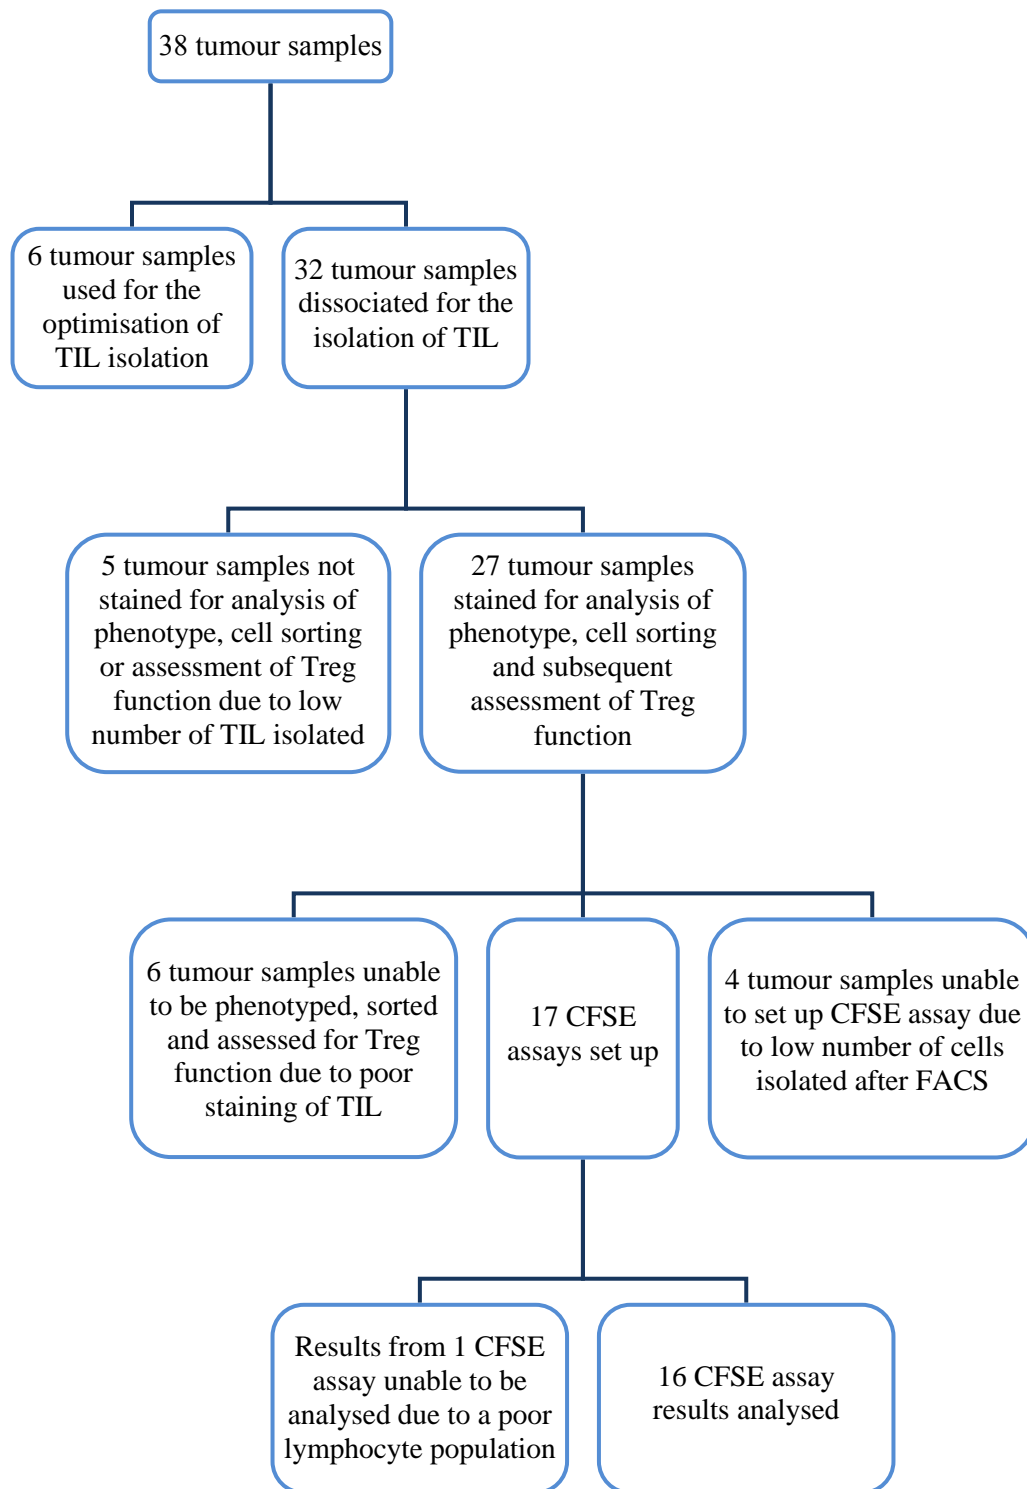 38 tumour samples
6 tumour samples
used for the
optimisation of
TIL isolation
32 tumour samples
dissociated for the
isolation of TIL
5 tumour samples not
stained for analysis of
phenotype, cell sorting
or assessment of Treg
function due to low
number of TIL isolated
27 tumour samples
stained for analysis of
phenotype, cell sorting
and subsequent
assessment of Treg
function
6 tumour samples unable
to be phenotyped, sorted
and assessed for Treg
function due to poor
staining of TIL
17 CFSE
assays set up
4 tumour samples unable
to set up CFSE assay due
to low number of cells
isolated after FACS
Results from 1 CFSE
assay unable to be
analysed due to a poor
lymphocyte population
16 CFSE assay
results analysed